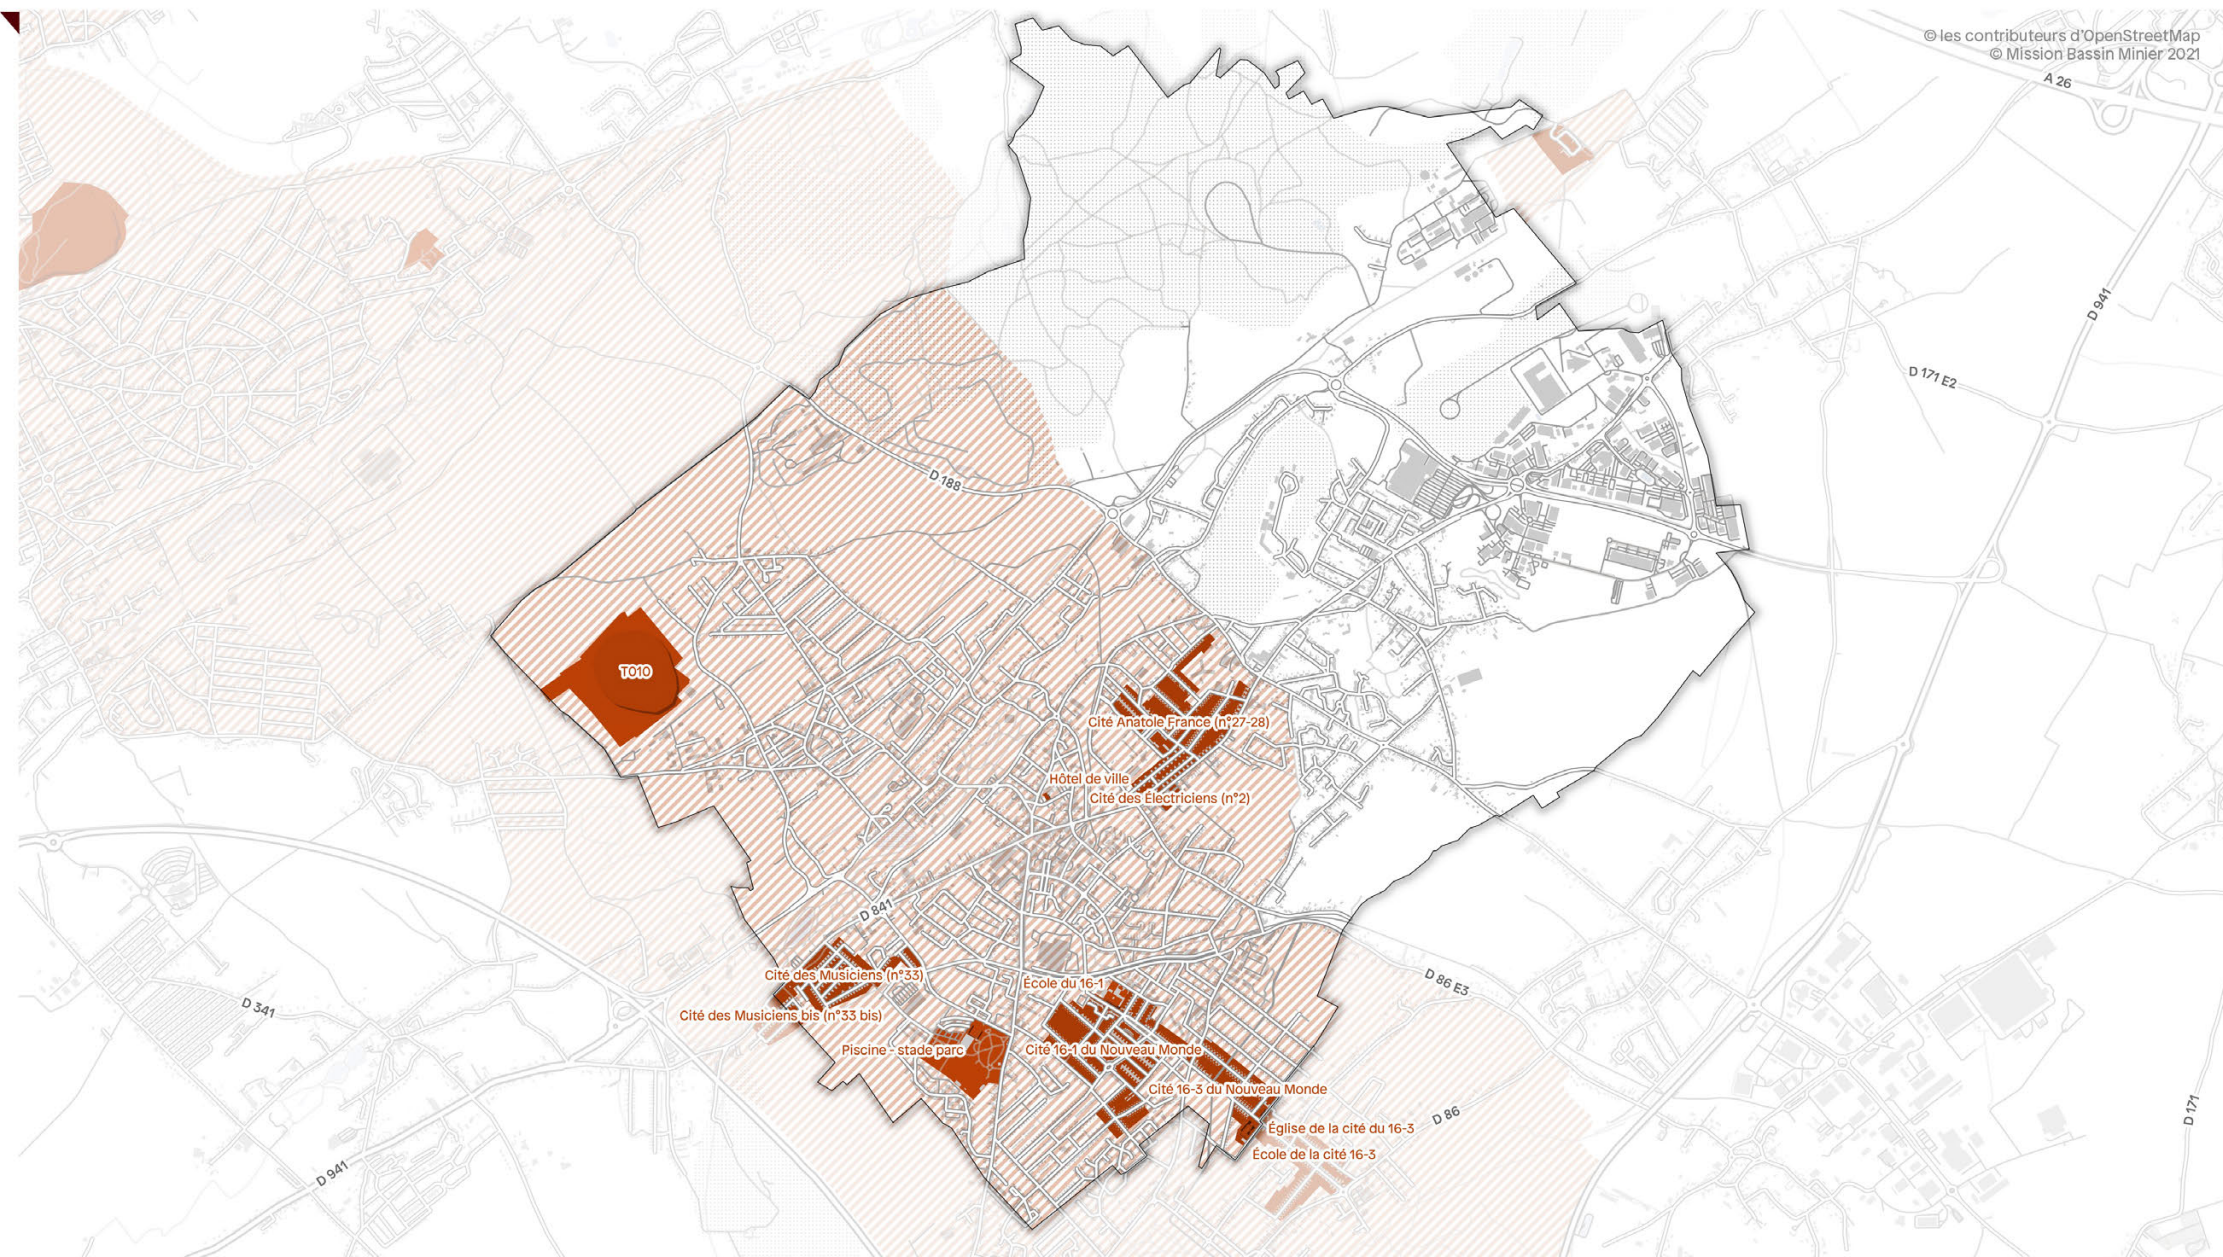 © les contributeurs d'OpenStreetMap
© Mission Bassin Minier 2021
A 26
D 941
D 171 E2
D 188
T010
Cité Anatole France (n°27-28)
Hôtel de ville
Cité des Électriciens (n°2)
D 841
Cité des Musiciens (n°33)
École du 16-1
D 86 E3
D 341
Cité des Musiciens bis (n°33 bis)
Piscine - stade parc
Cité 16-1 du Nouveau Monde
Cité 16-3 du Nouveau Monde
D 86
D 171
Église de la cité du 16-3
École de la cité 16-3
D 941